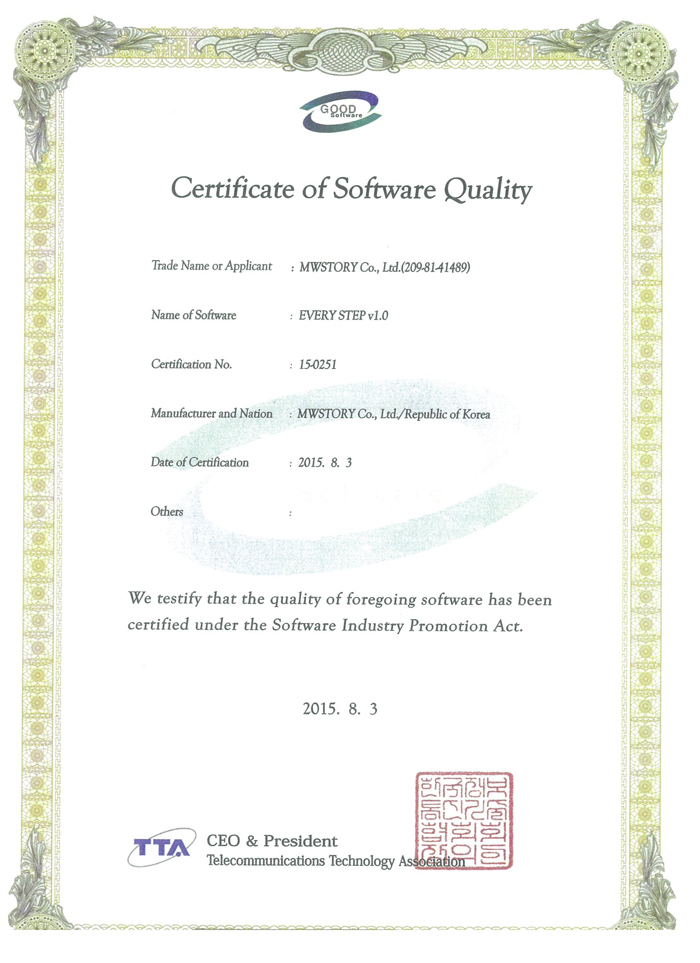 GOOD
Software
Certificate of Software Quality
Trade Name or Applicant : MWSTORY Co., Ltd.(209-81-41489)
Name of Software : EVERY STEP v1.0
Certification No. : 15-0251
Manufacturer and Nation : MWSTORY Co., Ltd./Republic of Korea
Date of Certification : 2015. 8. 3
Others :
We testify that the quality of foregoing software has been
certified under the Software Industry Promotion Act.
2015. 8. 3
TTA
CEO & President
Telecommunications Technology Association